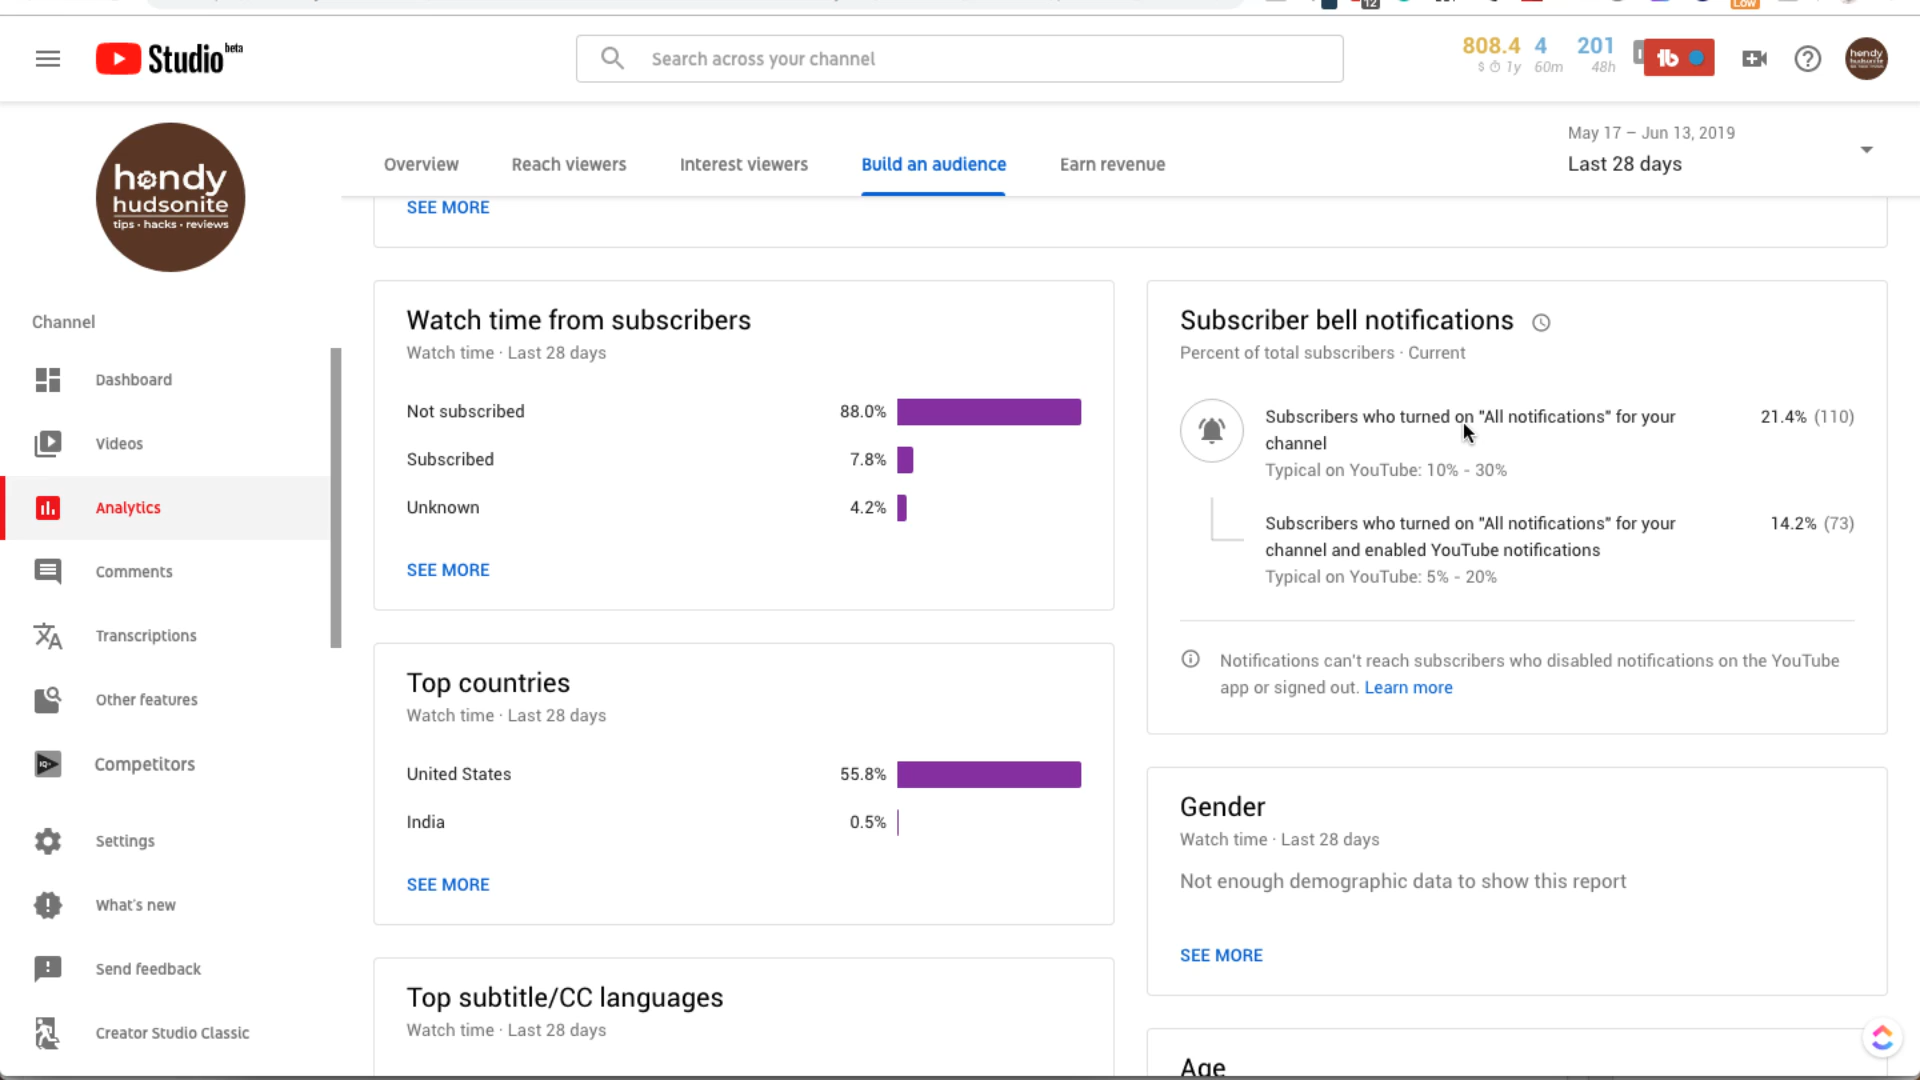 12
Low
Studio beta
Search across your channel
808.4 4 201
$ 1y 60m 48h
tb
hendy
hudsonite
hendy
hudsonite
tips · hacks · reviews
May 17 – Jun 13, 2019
Last 28 days
Overview Reach viewers Interest viewers Build an audience Earn revenue
SEE MORE
Channel
Dashboard
Videos
Analytics
Comments
Transcriptions
Other features
Competitors
Settings
What's new
Send feedback
Creator Studio Classic
Watch time from subscribers
Watch time · Last 28 days
Not subscribed 88.0%
Subscribed 7.8%
Unknown 4.2%
SEE MORE
Top countries
Watch time · Last 28 days
United States 55.8%
India 0.5%
SEE MORE
Top subtitle/CC languages
Watch time · Last 28 days
Subscriber bell notifications
Percent of total subscribers · Current
Subscribers who turned on "All notifications" for your 21.4% (110)
channel
Typical on YouTube: 10% - 30%
Subscribers who turned on "All notifications" for your 14.2% (73)
channel and enabled YouTube notifications
Typical on YouTube: 5% - 20%
Notifications can't reach subscribers who disabled notifications on the YouTube
app or signed out. Learn more
Gender
Watch time · Last 28 days
Not enough demographic data to show this report
SEE MORE
Age